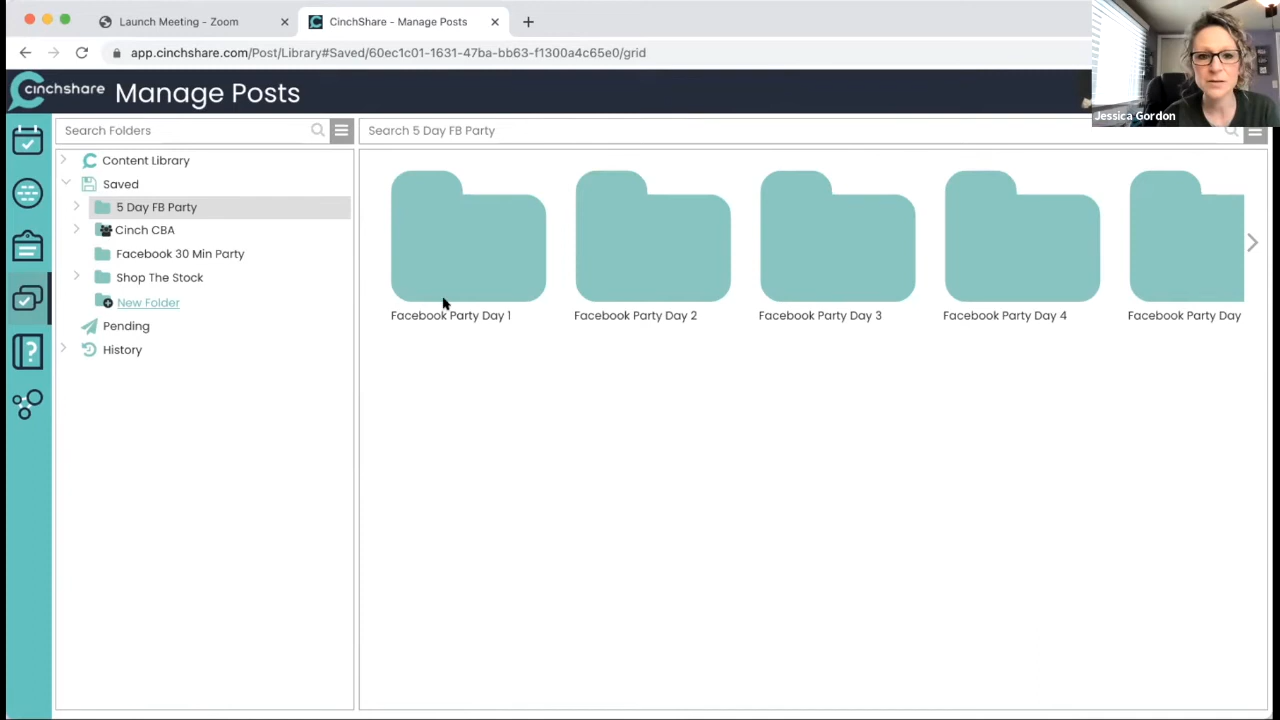 Launch Meeting - Zoom
CinchShare - Manage Posts
app.cinchshare.com/Post/Library#Saved/60ec1c01-1631-47ba-bb63-f1300a4c65e0/grid
cinchshare
Manage Posts
Jessica Gordon
Search Folders
Search 5 Day FB Party
Content Library
Saved
5 Day FB Party
Cinch CBA
Facebook 30 Min Party
Shop The Stock
New Folder
Pending
History
Facebook Party Day 1
Facebook Party Day 2
Facebook Party Day 3
Facebook Party Day 4
Facebook Party Day